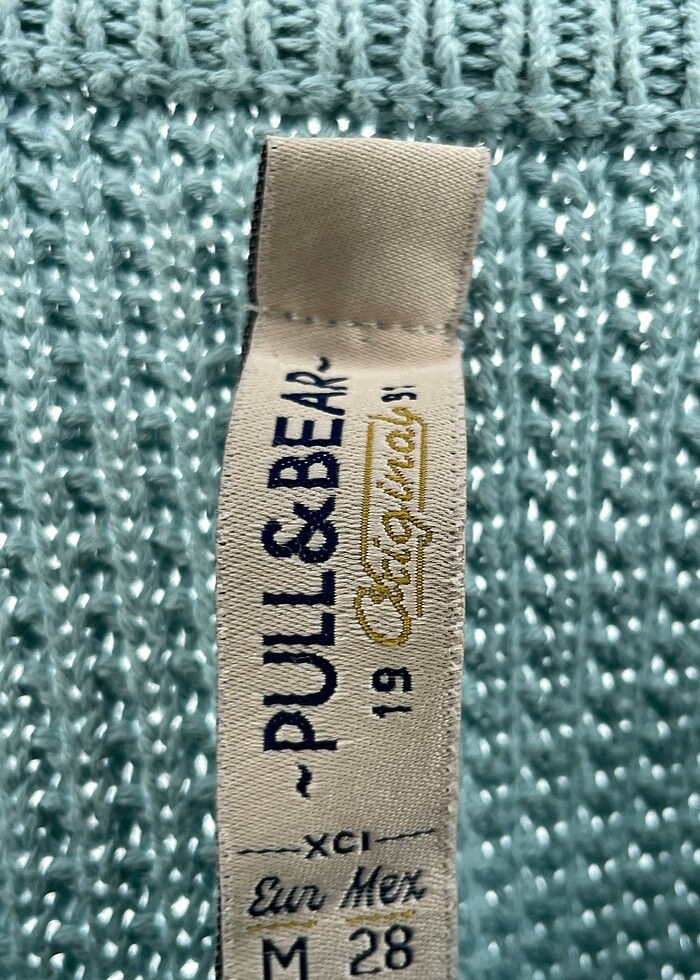 ~PULL&BEAR~
19 Original 91
XCI
Eur Mex
M 28